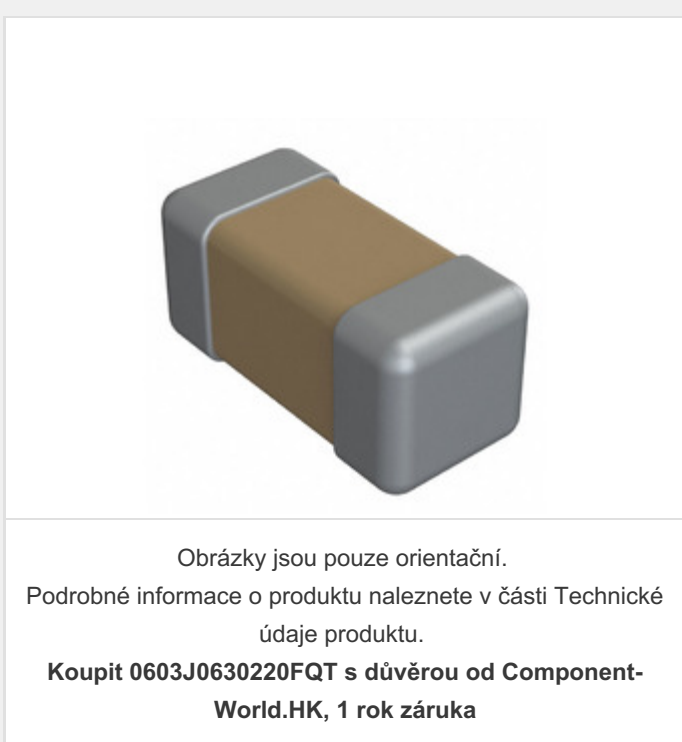 Obrázky jsou pouze orientační.
Podrobné informace o produktu naleznete v části Technické
údaje produktu.
Koupit 0603J0630220FQT s důvěrou od Component-
World.HK, 1 rok záruka